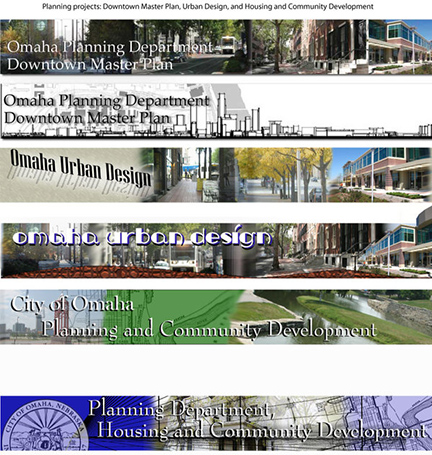 Planning projects: Downtown Master Plan, Urban Design, and Housing and Community Development
Omaha Planning Department
Downtown Master Plan
Omaha Planning Department
Downtown Master Plan
Omaha Urban Design
omaha urban design
City of Omaha
Planning and Community Development
Planning Department,
Housing and Community Development
CITY OF OMAHA, NEBRASKA